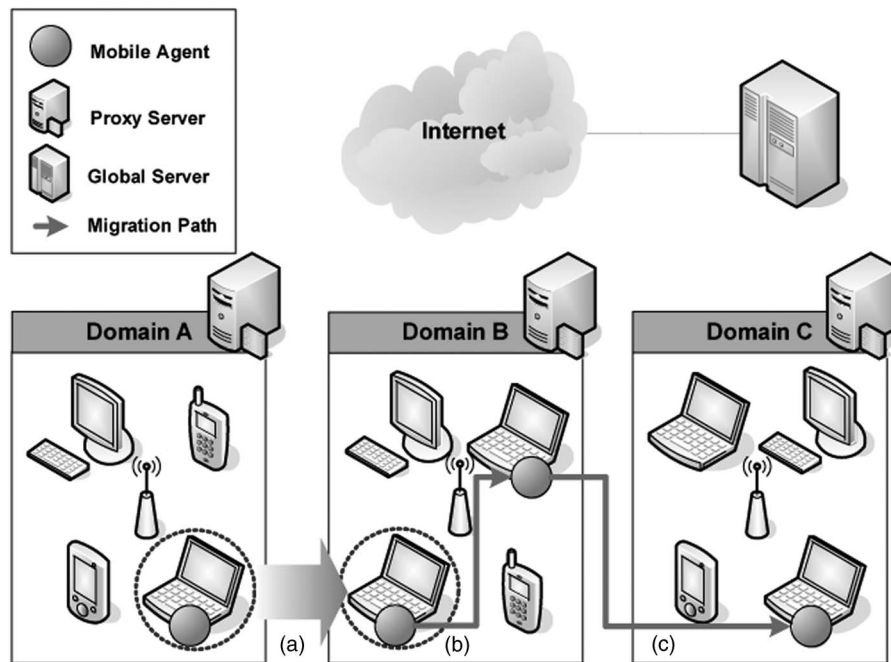 Mobile Agent
Proxy Server
Global Server
Migration Path
Internet
Domain A
Domain B
Domain C
(a)
(b)
(c)